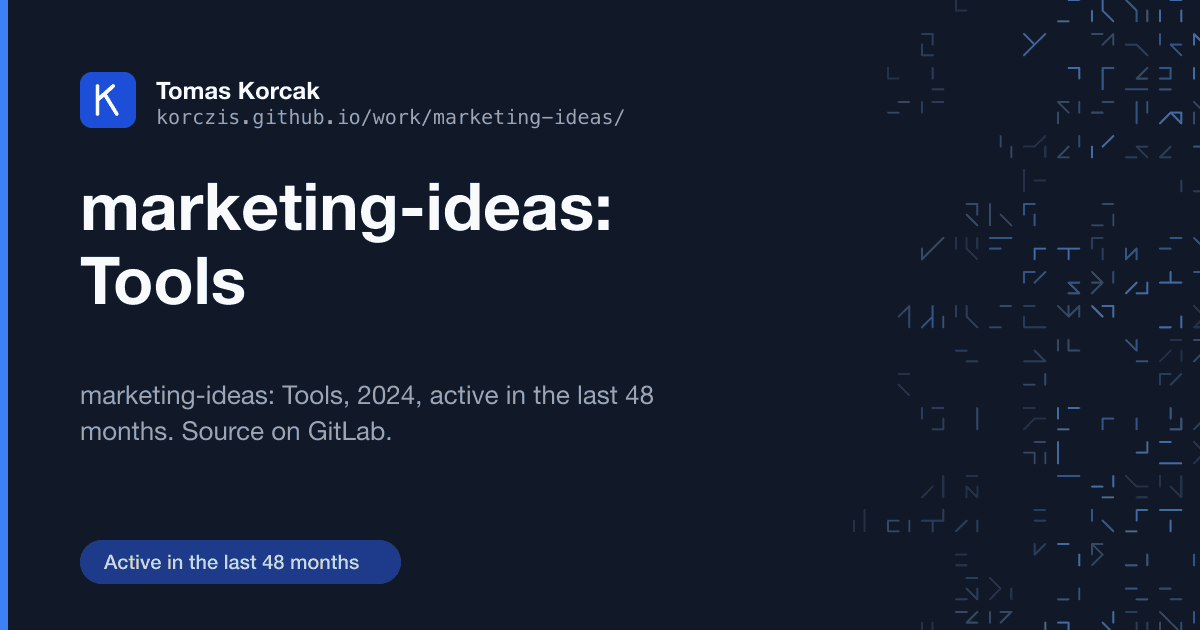 K
Tomas Korcak
korczis.github.io/work/marketing-ideas/
marketing-ideas:
Tools
marketing-ideas: Tools, 2024, active in the last 48
months. Source on GitLab.
Active in the last 48 months